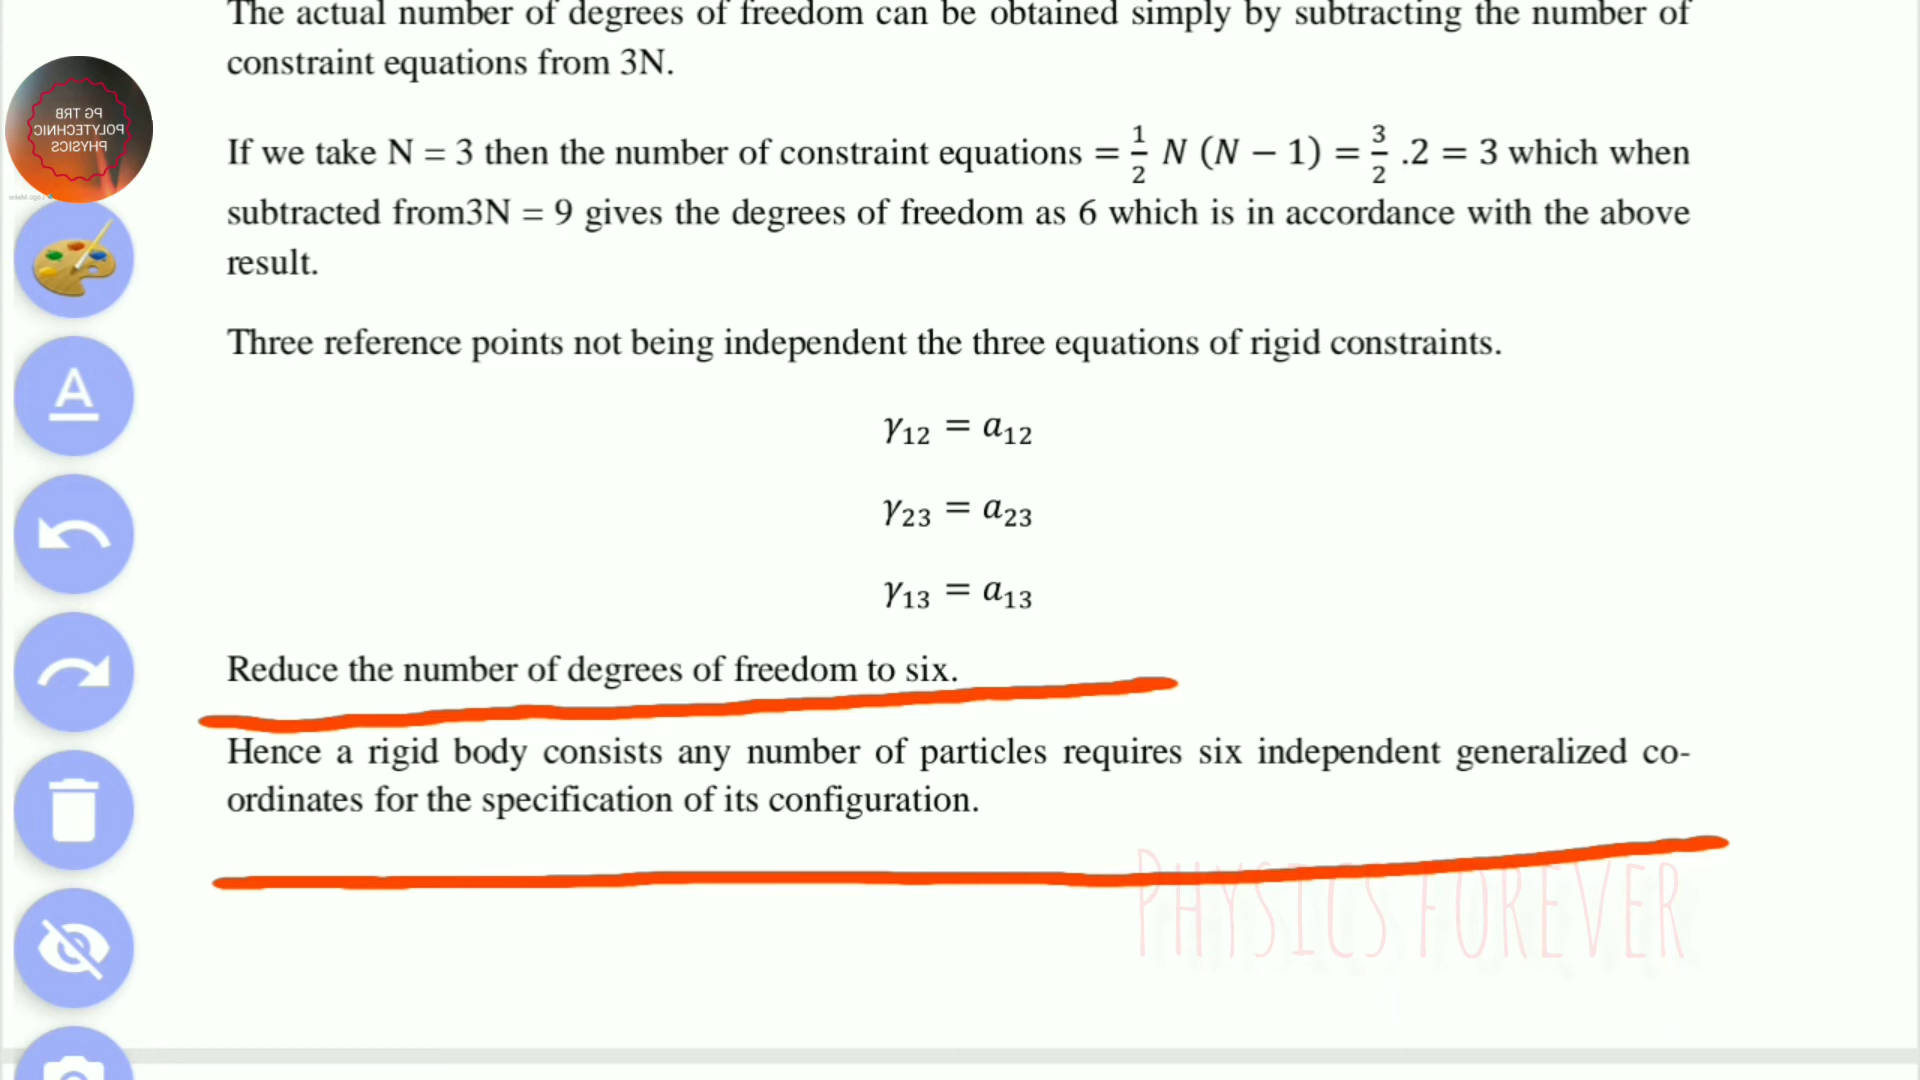 The actual number of degrees of freedom can be obtained simply by subtracting the number of
constraint equations from 3N.
If we take N = 3 then the number of constraint equations = 1/2 N (N − 1) = 3/2 .2 = 3 which when
subtracted from3N = 9 gives the degrees of freedom as 6 which is in accordance with the above
result.
Three reference points not being independent the three equations of rigid constraints.
γ12 = a12
γ23 = a23
γ13 = a13
Reduce the number of degrees of freedom to six.
Hence a rigid body consists any number of particles requires six independent generalized co-
ordinates for the specification of its configuration.
PHYSICS FOREVER
PG TRB
POLYTECHNIC
PHYSICS
A